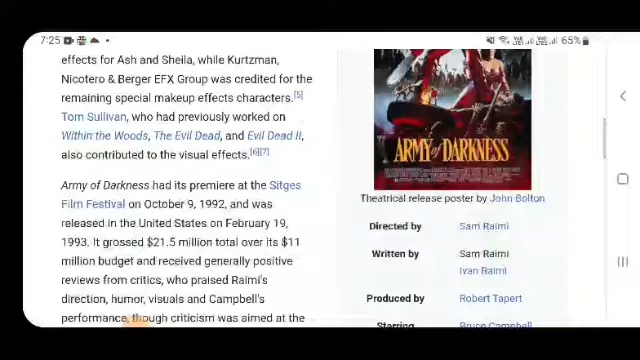 7:25
65%
effects for Ash and Sheila, while Kurtzman,
Nicotero & Berger EFX Group was credited for the
remaining special makeup effects characters.[5]
Tom Sullivan, who had previously worked on
Within the Woods, The Evil Dead, and Evil Dead II,
also contributed to the visual effects.[6][7]
Army of Darkness had its premiere at the Sitges
Film Festival on October 9, 1992, and was
released in the United States on February 19,
1993. It grossed $21.5 million total over its $11
million budget and received generally positive
reviews from critics, who praised Raimi's
direction, humor, visuals and Campbell's
performance, though criticism was aimed at the
ARMY of DARKNESS
Theatrical release poster by John Bolton
Directed by Sam Raimi
Written by Sam Raimi
Ivan Raimi
Produced by Robert Tapert
Starring Bruce Campbell